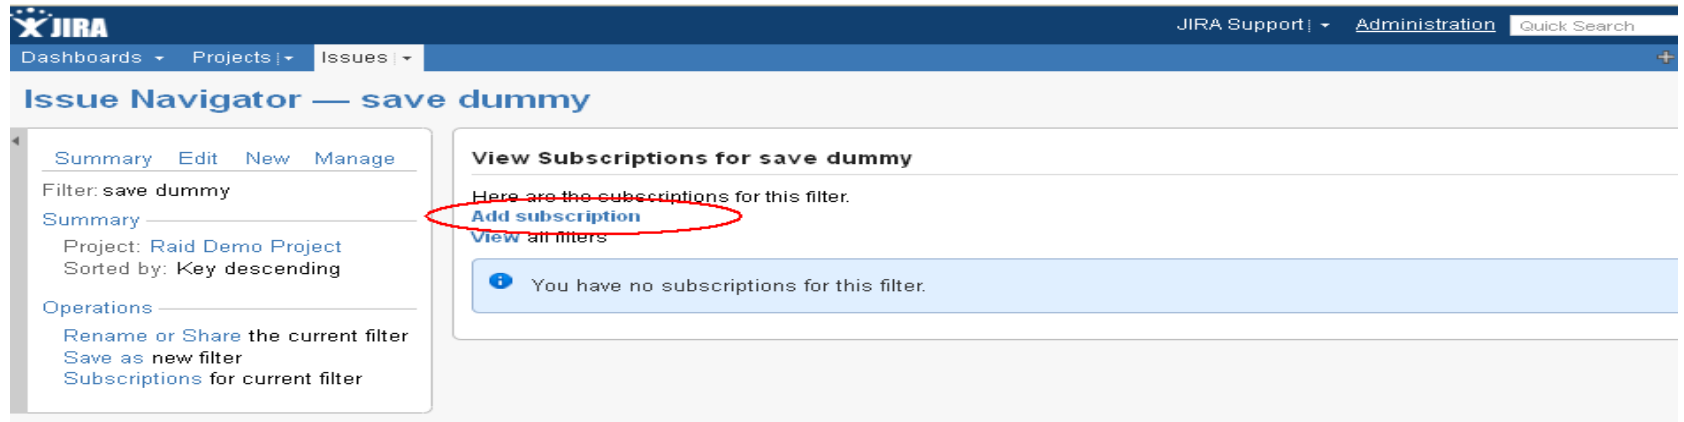 JIRA
JIRA Support Administration Quick Search
Dashboards Projects Issues
Issue Navigator — save dummy
Summary Edit New Manage
Filter: save dummy
Summary
Project: Raid Demo Project
Sorted by: Key descending
Operations
Rename or Share the current filter
Save as new filter
Subscriptions for current filter
View Subscriptions for save dummy
Here are the subscriptions for this filter.
Add subscription
View all filters
You have no subscriptions for this filter.